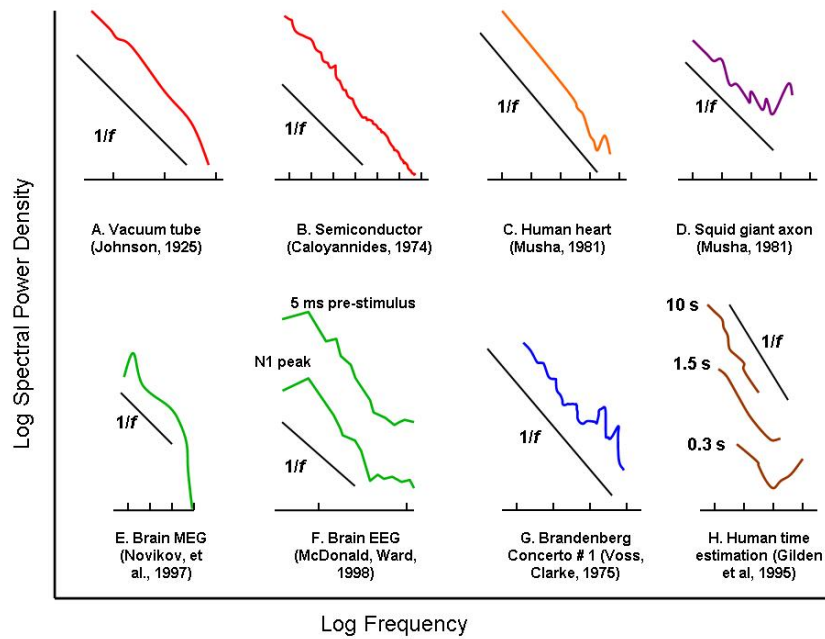 Log Spectral Power Density
1/f
1/f
1/f
1/f
A. Vacuum tube
(Johnson, 1925)
B. Semiconductor
(Caloyannides, 1974)
C. Human heart
(Musha, 1981)
D. Squid giant axon
(Musha, 1981)
1/f
5 ms pre-stimulus
N1 peak
1/f
1/f
10 s
1/f
1.5 s
0.3 s
E. Brain MEG
(Novikov, et
al., 1997)
F. Brain EEG
(McDonald, Ward,
1998)
G. Brandenberg
Concerto # 1 (Voss,
Clarke, 1975)
H. Human time
estimation (Gilden
et al, 1995)
Log Frequency